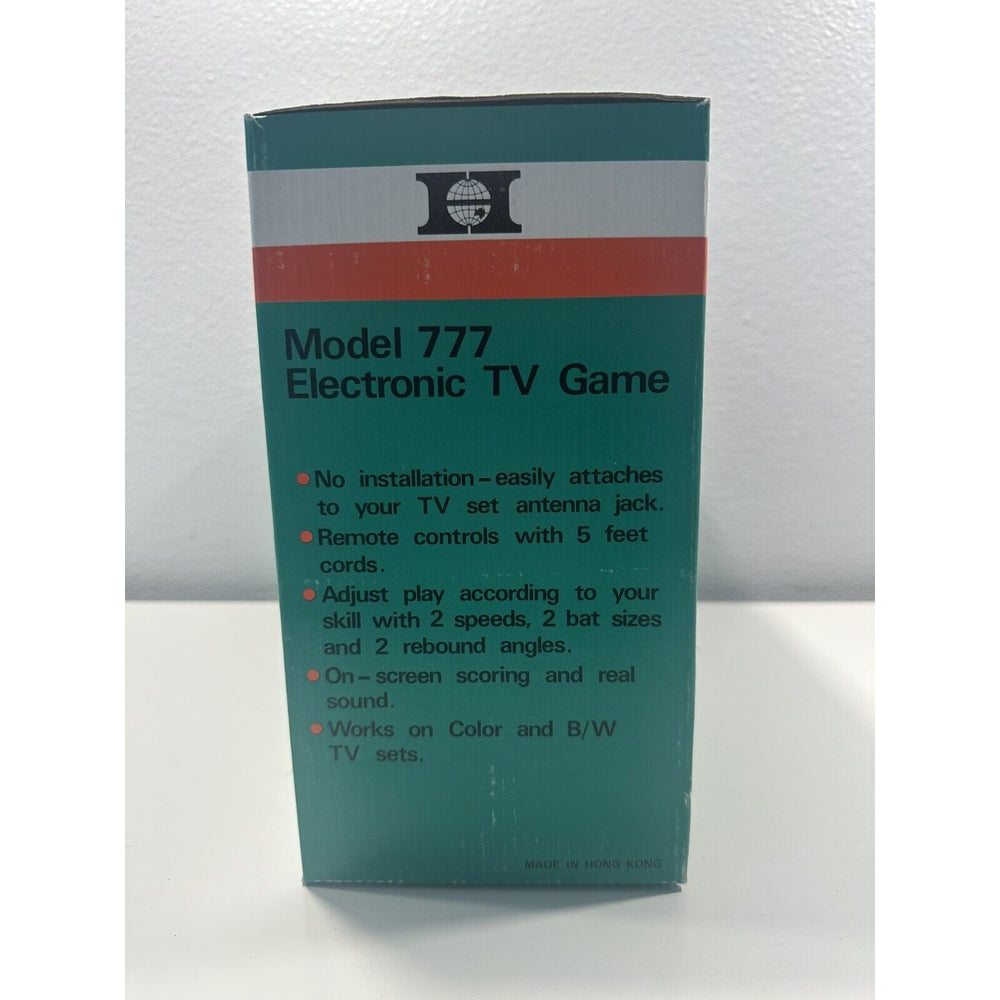 H
Model 777
Electronic TV Game
No installation – easily attaches
to your TV set antenna jack.
Remote controls with 5 feet
cords.
Adjust play according to your
skill with 2 speeds, 2 bat sizes
and 2 rebound angles.
On – screen scoring and real
sound.
Works on Color and B/W
TV sets.
MADE IN HONG KONG